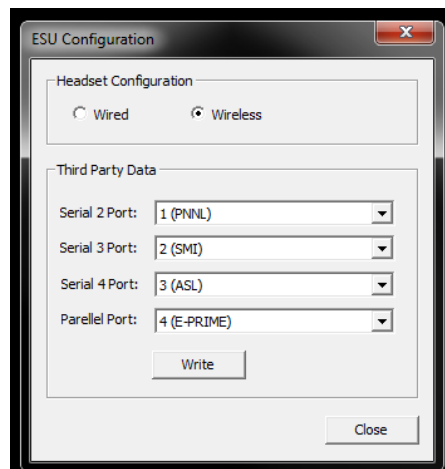 ESU Configuration
Headset Configuration
Wired Wireless
Third Party Data
Serial 2 Port: 1 (PNNL)
Serial 3 Port: 2 (SMI)
Serial 4 Port: 3 (ASL)
Parellel Port: 4 (E-PRIME)
Write
Close